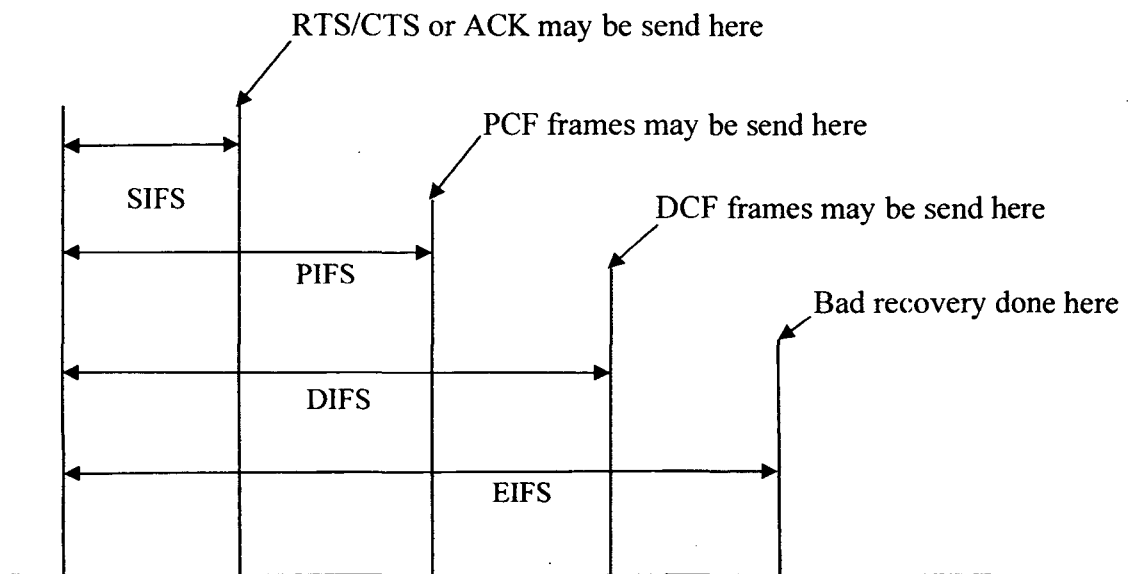 RTS/CTS or ACK may be send here
PCF frames may be send here
SIFS
DCF frames may be send here
PIFS
Bad recovery done here
DIFS
EIFS